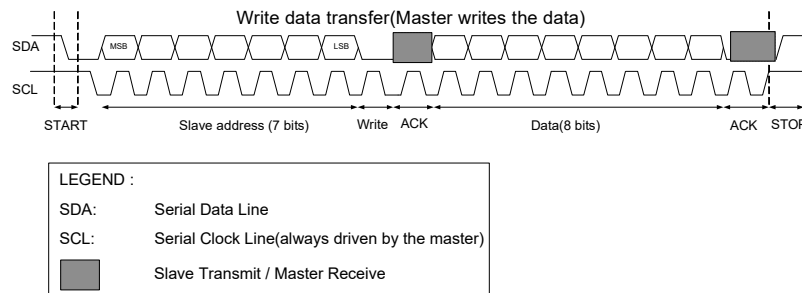 Write data transfer(Master writes the data)
SDA MSB LSB
SCL
START Slave address (7 bits) Write ACK Data(8 bits) ACK STOP
LEGEND :
SDA: Serial Data Line
SCL: Serial Clock Line(always driven by the master)
Slave Transmit / Master Receive